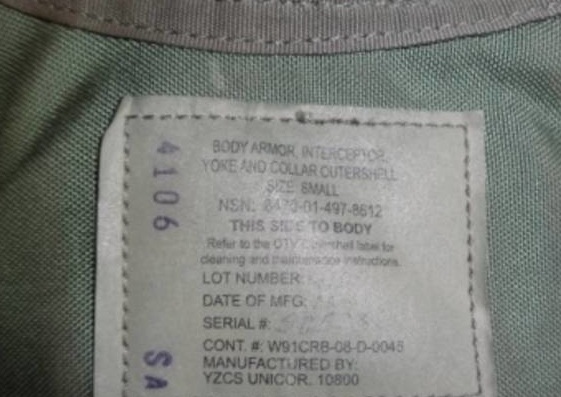 BODY ARMOR, INTERCEPTOR,
YOKE AND COLLAR OUTERSHELL
SIZE: SMALL
NSN: 8470-01-497-8612
THIS SIDE TO BODY
Refer to the OTV label for
cleaning and maintenance instructions.
LOT NUMBER:
DATE OF MFG:
SERIAL #:
CONT. #: W91CRB-08-D-0045
MANUFACTURED BY:
YZCS UNICOR. 10800
4106
SA